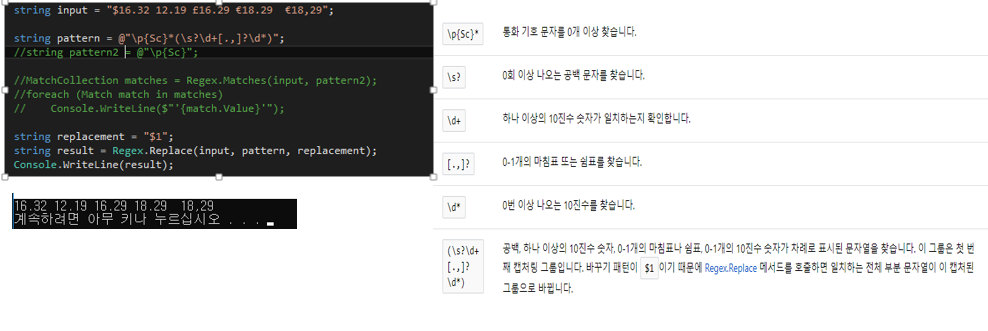 string input = "$16.32 12.19 £16.29 €18.29  €18,29";
string pattern = @"\p{Sc}*(\s?\d+[.,]?\d*)";
//string pattern2 = @"\p{Sc}";
//MatchCollection matches = Regex.Matches(input, pattern2);
//foreach (Match match in matches)
//    Console.WriteLine($"'{match.Value}'");
string replacement = "$1";
string result = Regex.Replace(input, pattern, replacement);
Console.WriteLine(result);
16.32 12.19 16.29 18.29  18,29
계속하려면 아무 키나 누르십시오 . . .
\p{Sc}* 통화 기호 문자를 0개 이상 찾습니다.
\s? 0회 이상 나오는 공백 문자를 찾습니다.
\d+ 하나 이상의 10진수 숫자가 일치하는지 확인합니다.
[.,]? 0-1개의 마침표 또는 쉼표를 찾습니다.
\d* 0번 이상 나오는 10진수를 찾습니다.
(\s?\d+
[.,]?
\d*)
공백, 하나 이상의 10진수 숫자, 0-1개의 마침표나 쉼표, 0-1개의 10진수 숫자가 차례로 표시된 문자열을 찾습니다. 이 그룹은 첫 번
째 캡처링 그룹입니다. 바꾸기 패턴이 $1 이기 때문에 Regex.Replace 메서드를 호출하면 일치하는 전체 부분 문자열이 이 캡처된
그룹으로 바뀝니다.